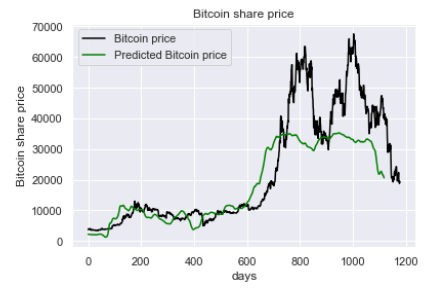 Bitcoin share price
Bitcoin price
Predicted Bitcoin price
Bitcoin share price
70000
60000
50000
40000
30000
20000
10000
0
0 200 400 600 800 1000 1200
days